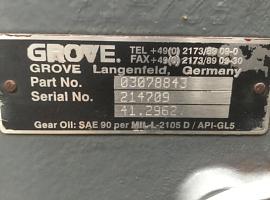 GROVE. TEL +49(0) 2173/89 09-0
FAX+49(0) 2173/89 09-30
GROVE Langenfeld, Germany
Part No. 03078843
Serial No. 214709
41.2962.
Gear Oil: SAE 90 per MIL-L-2105 D / API-GL5